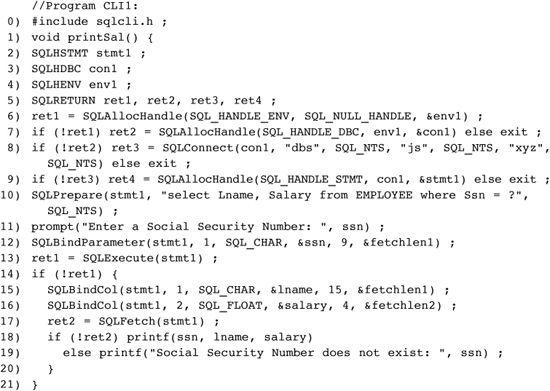 //Program CLI1:
0) #include sqlcli.h ;
1) void printSal() {
2) SQLHSTMT stmt1 ;
3) SQLHDBC con1 ;
4) SQLHENV env1 ;
5) SQLRETURN ret1, ret2, ret3, ret4 ;
6) ret1 = SQLAllocHandle(SQL_HANDLE_ENV, SQL_NULL_HANDLE, &env1) ;
7) if (!ret1) ret2 = SQLAllocHandle(SQL_HANDLE_DBC, env1, &con1) else exit ;
8) if (!ret2) ret3 = SQLConnect(con1, "dbs", SQL_NTS, "js", SQL_NTS, "xyz",
SQL_NTS) else exit ;
9) if (!ret3) ret4 = SQLAllocHandle(SQL_HANDLE_STMT, con1, &stmt1) else exit ;
10) SQLPrepare(stmt1, "select Lname, Salary from EMPLOYEE where Ssn = ?",
SQL_NTS) ;
11) prompt("Enter a Social Security Number: ", ssn) ;
12) SQLBindParameter(stmt1, 1, SQL_CHAR, &ssn, 9, &fetchlen1) ;
13) ret1 = SQLExecute(stmt1) ;
14) if (!ret1) {
15) SQLBindCol(stmt1, 1, SQL_CHAR, &lname, 15, &fetchlen1) ;
16) SQLBindCol(stmt1, 2, SQL_FLOAT, &salary, 4, &fetchlen2) ;
17) ret2 = SQLFetch(stmt1) ;
18) if (!ret2) printf(ssn, lname, salary)
19) else printf("Social Security Number does not exist: ", ssn) ;
20) }
21) }